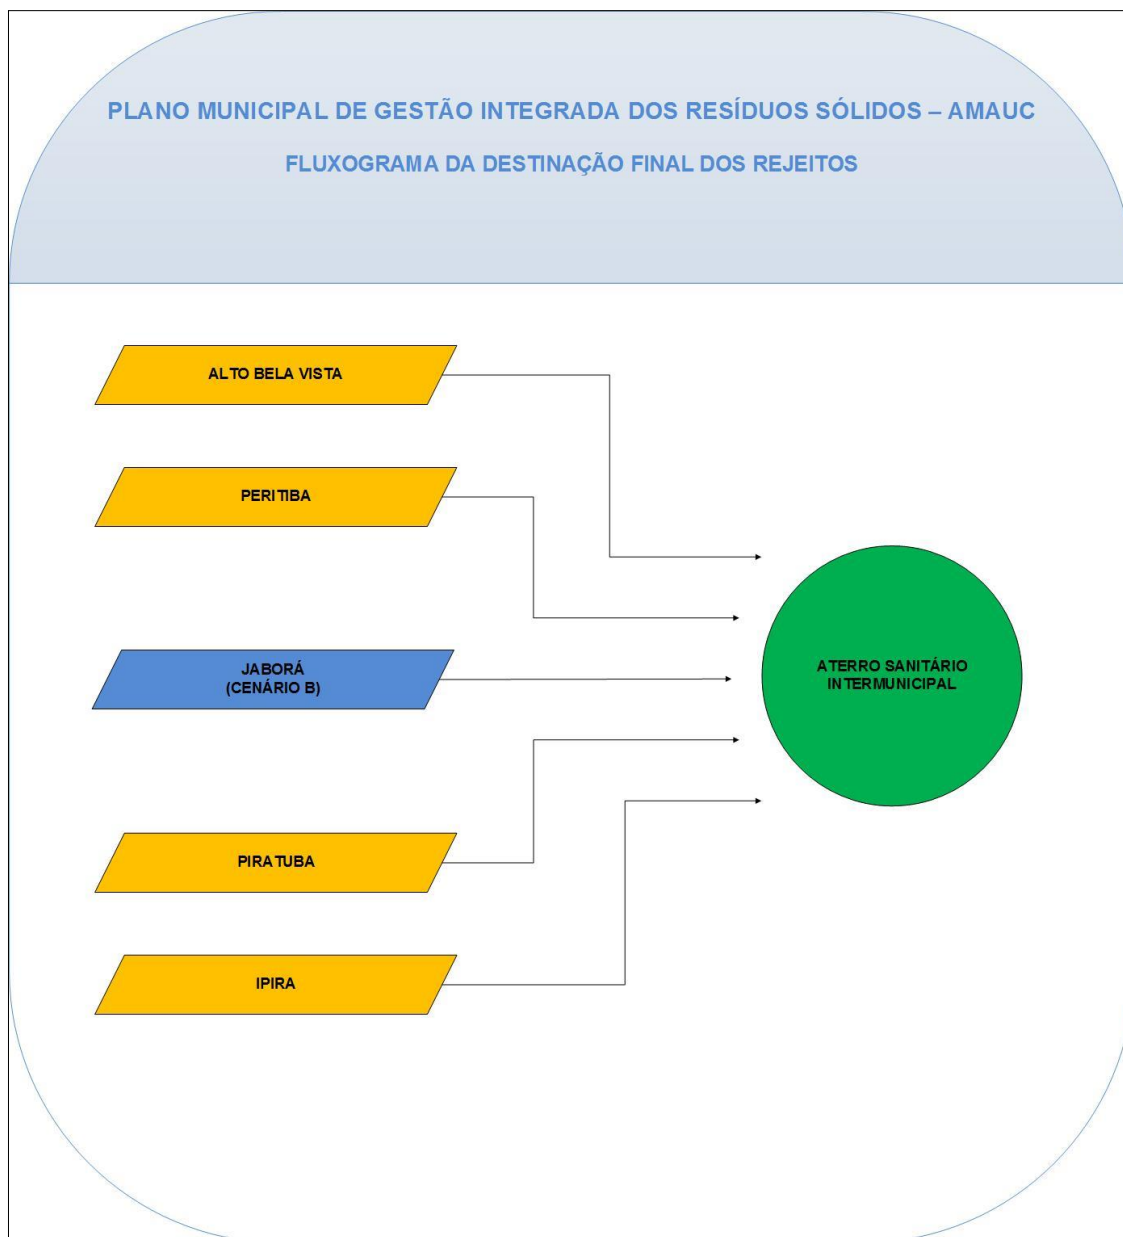 PLANO MUNICIPAL DE GESTÃO INTEGRADA DOS RESÍDUOS SÓLIDOS – AMAUC
FLUXOGRAMA DA DESTINAÇÃO FINAL DOS REJEITOS
ALTO BELA VISTA
PERITIBA
JABORÁ
(CENÁRIO B)
ATERRO SANITÁRIO
INTERMUNICIPAL
PIRATUBA
IPIRA